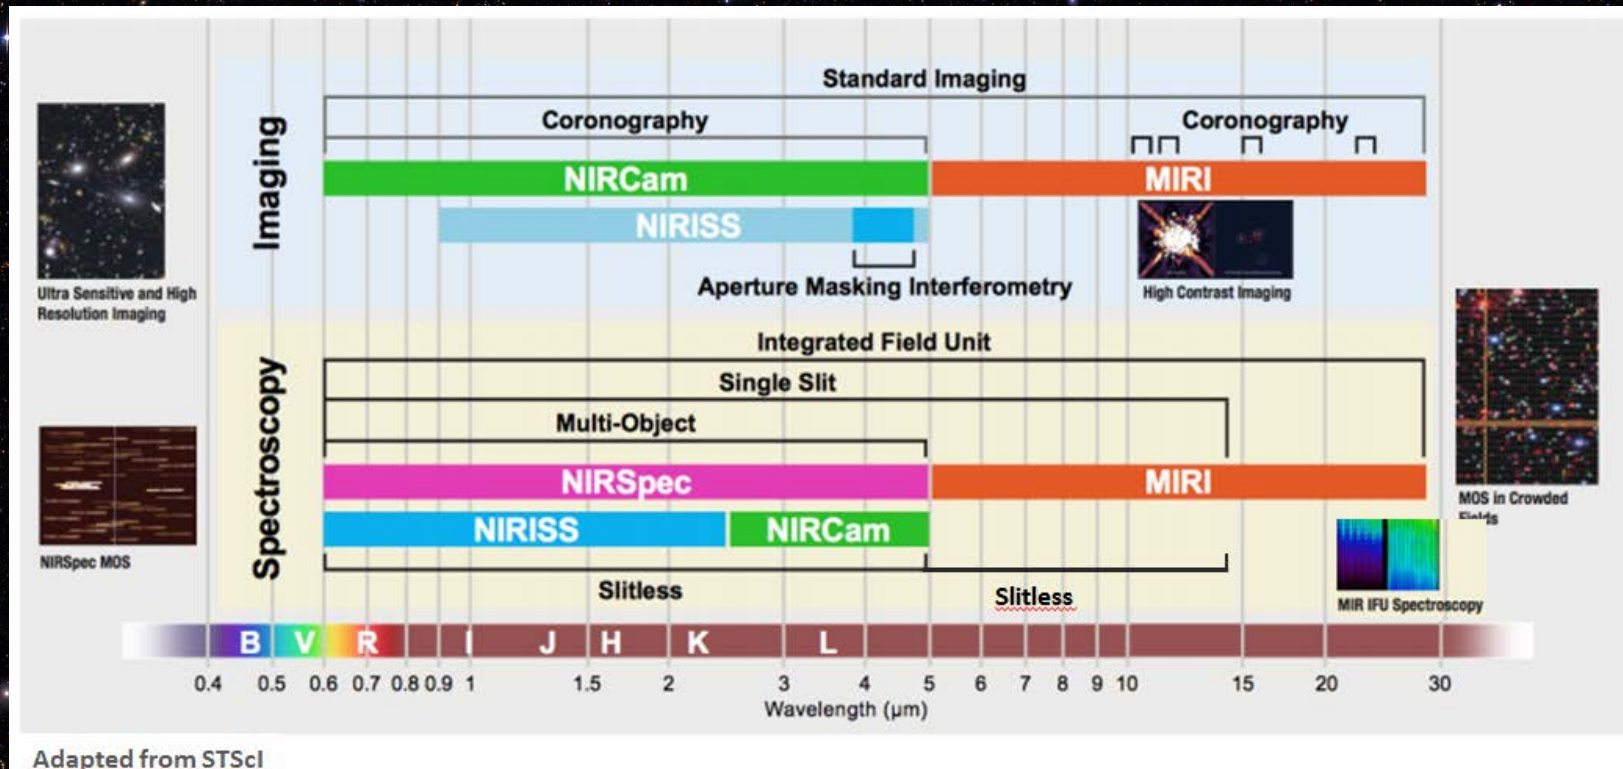 Standard Imaging
Coronography
Coronography
Imaging
NIRCam
MIRI
NIRISS
Aperture Masking Interferometry
High Contrast Imaging
Ultra Sensitive and High
Resolution Imaging
Integrated Field Unit
Single Slit
Multi-Object
Spectroscopy
NIRSpec
MIRI
NIRISS
NIRCam
Slitless
Slitless
NIRSpec MOS
MOS in Crowded
Fields
MIR IFU Spectroscopy
B V R I J H K L
0.4 0.5 0.6 0.7 0.8 0.9 1 1.5 2 3 4 5 6 7 8 9 10 15 20 30
Wavelength (µm)
Adapted from STScI